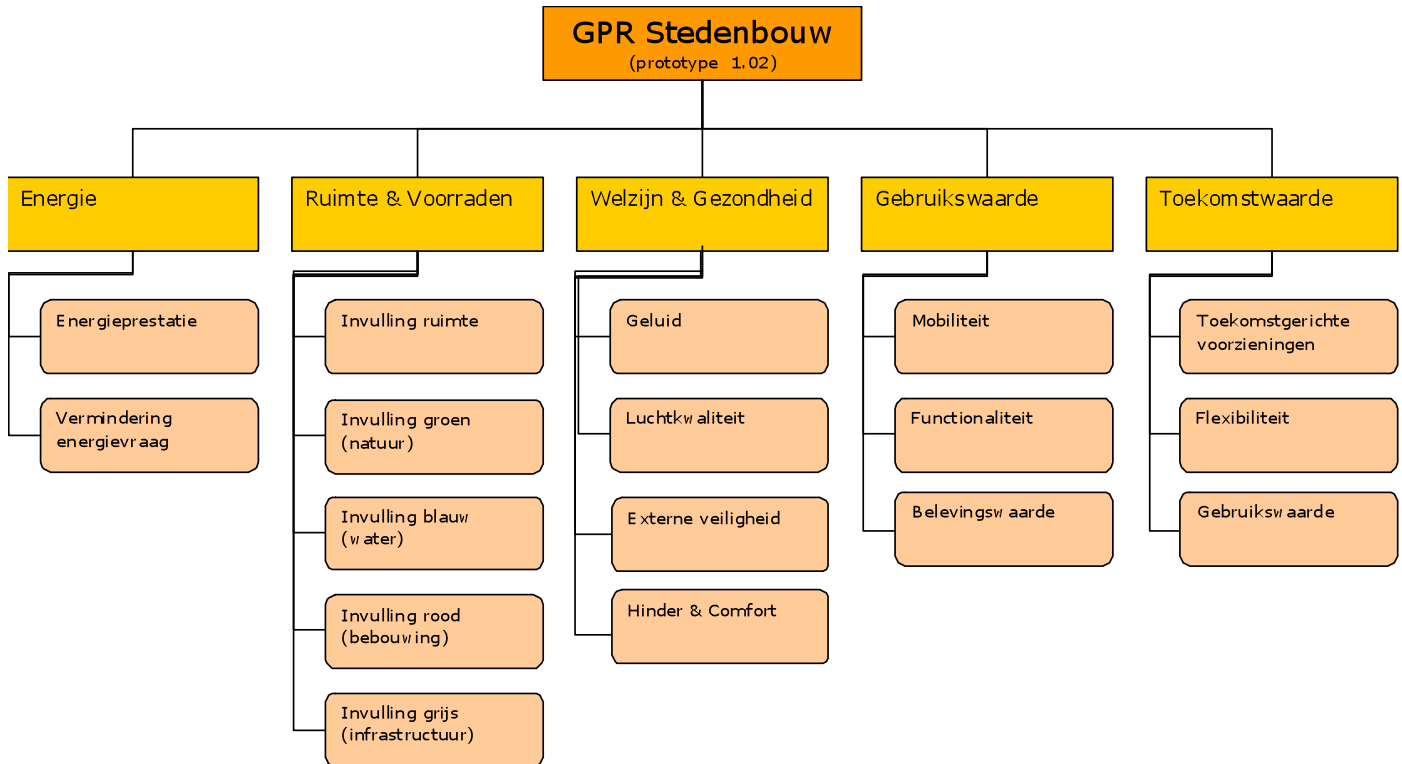 GPR Stedenbouw
(prototype 1.02)
Energie
Energieprestatie
Vermindering
energievraag
Ruimte & Voorraden
Invulling ruimte
Invulling groen
(natuur)
Invulling blauw
(water)
Invulling rood
(bebouwing)
Invulling grijs
(infrastructuur)
Welzijn & Gezondheid
Geluid
Luchtkwaliteit
Externe veiligheid
Hinder & Comfort
Gebruikswaarde
Mobiliteit
Functionaliteit
Belevingswaarde
Toekomstwaarde
Toekomstgerichte
voorzieningen
Flexibiliteit
Gebruikswaarde